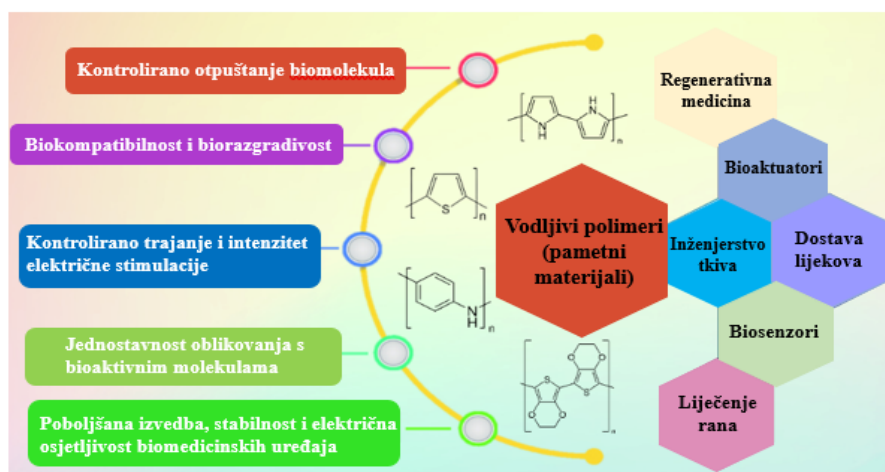 Kontrolirano otpuštanje biomolekula
Biokompatibilnost i biorazgradivost
Kontrolirano trajanje i intenzitet
električne stimulacije
Jednostavnost oblikovanja s
bioaktivnim molekulama
Poboljšana izvedba, stabilnost i električna
osjetljivost biomedicinskih uređaja
H
N
N
H
n
S
n
N
H
n
O
O
S
S
O
O
n
Vodljivi polimeri
(pametni
materijali)
Regenerativna
medicina
Bioaktuatori
Inženjerstvo
tkiva
Dostava
lijekova
Biosenzori
Liječenje
rana